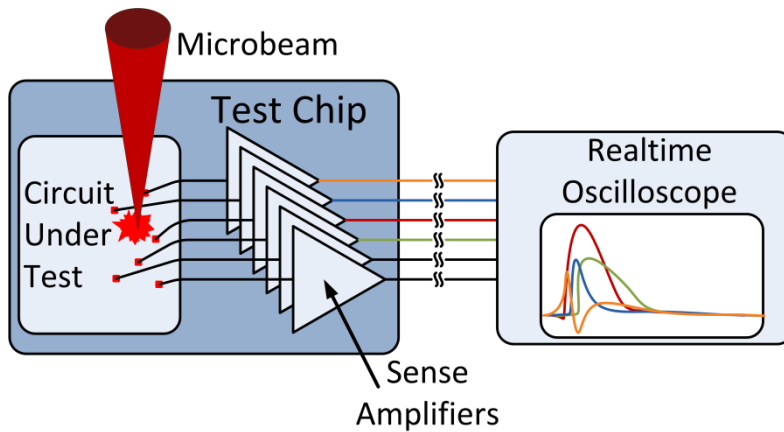 Microbeam
Test Chip
Circuit
Under
Test
Realtime
Oscilloscope
Sense
Amplifiers